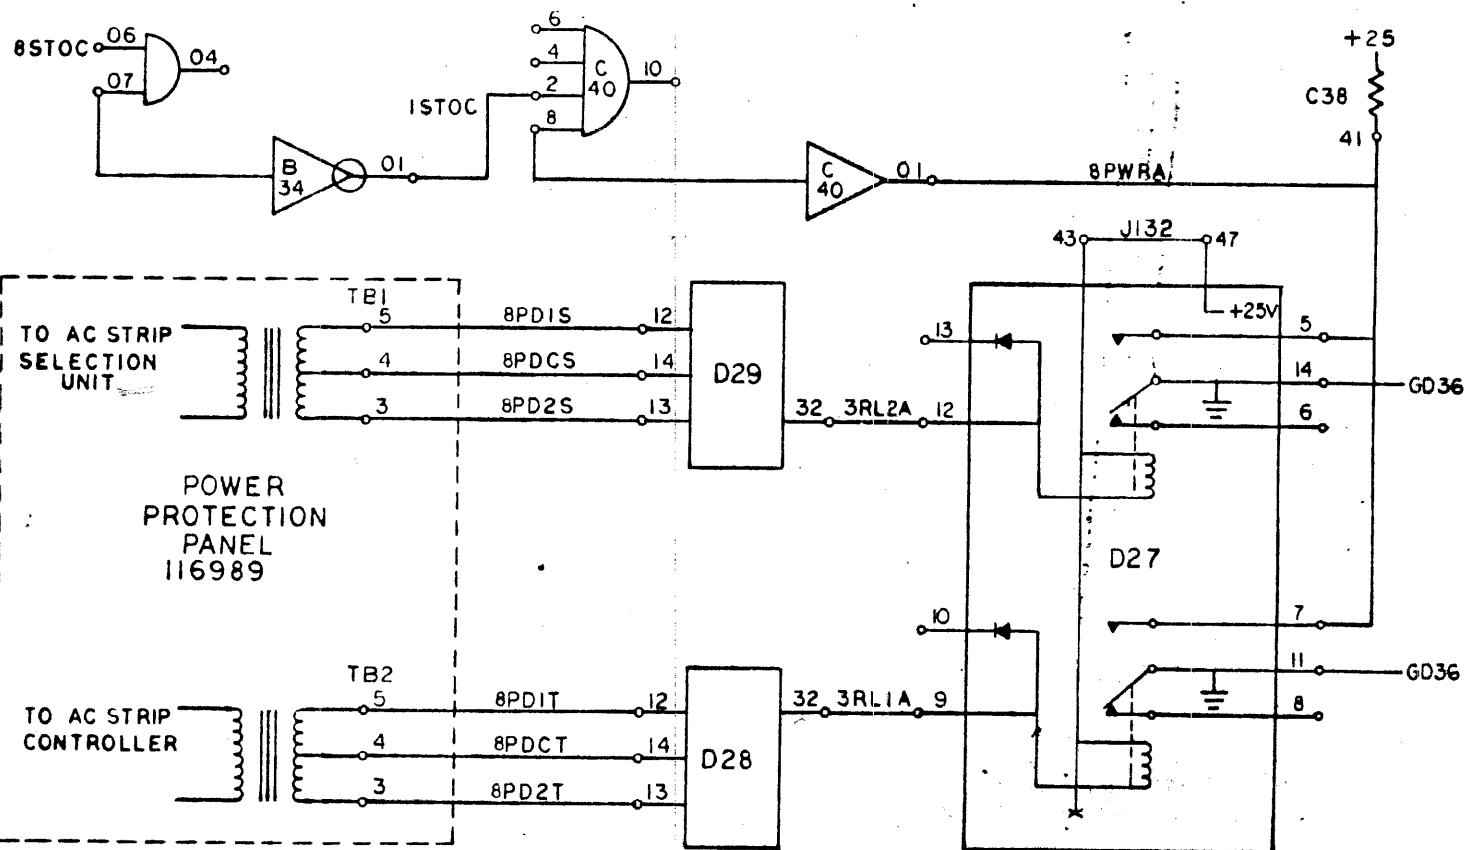 8STOC
06
07
04
B
34
01
1STOC
6
4
2
8
C
40
10
C
40
01
8PWRA
+25
C38
41
43
J132
47
+25V
TO AC STRIP
SELECTION
UNIT
TB1
5
4
3
8PD1S
8PDCS
8PD2S
12
14
13
D29
32
3RL2A
12
13
5
14
6
GD36
POWER
PROTECTION
PANEL
116989
D27
TO AC STRIP
CONTROLLER
TB2
5
4
3
8PD1T
8PDCT
8PD2T
12
14
13
D28
32
3RL1A
9
10
7
11
8
GD36